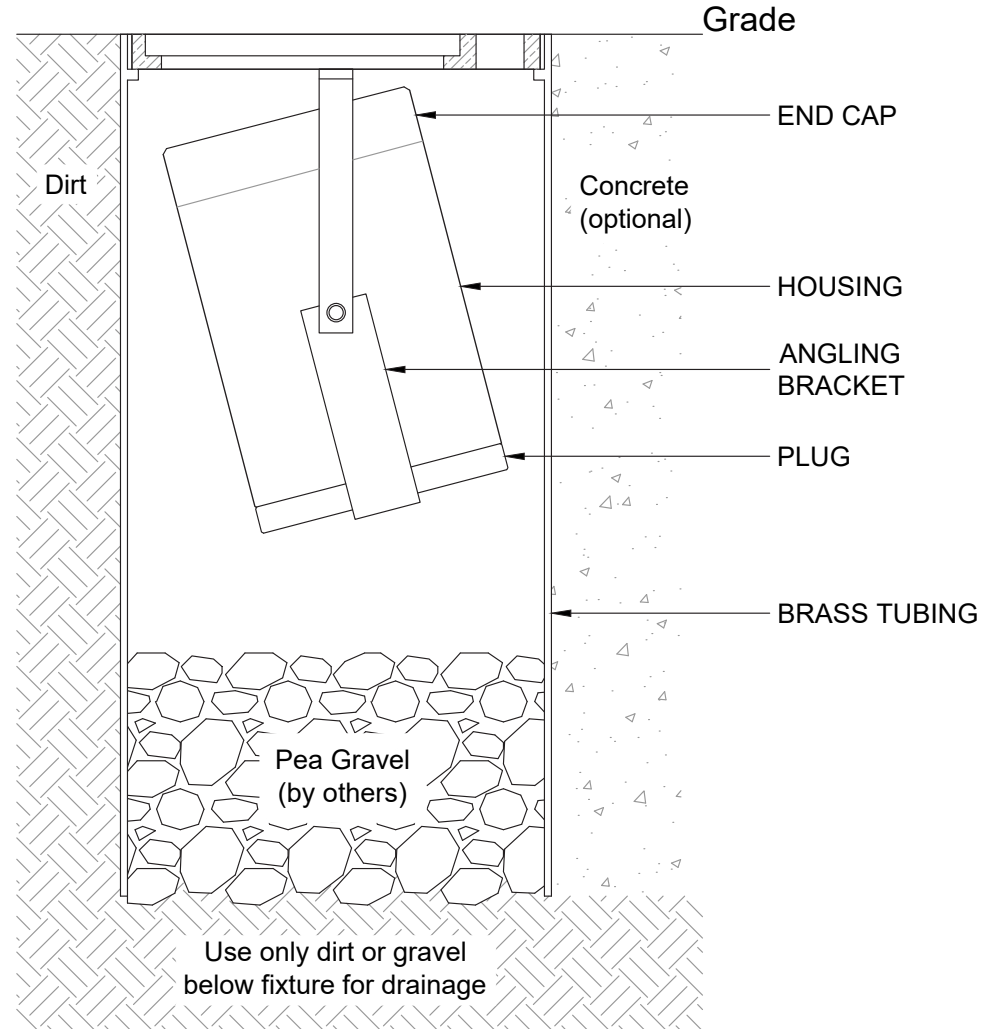 Grade
END CAP
Dirt
Concrete
(optional)
HOUSING
ANGLING
BRACKET
PLUG
BRASS TUBING
Pea Gravel
(by others)
Use only dirt or gravel
below fixture for drainage